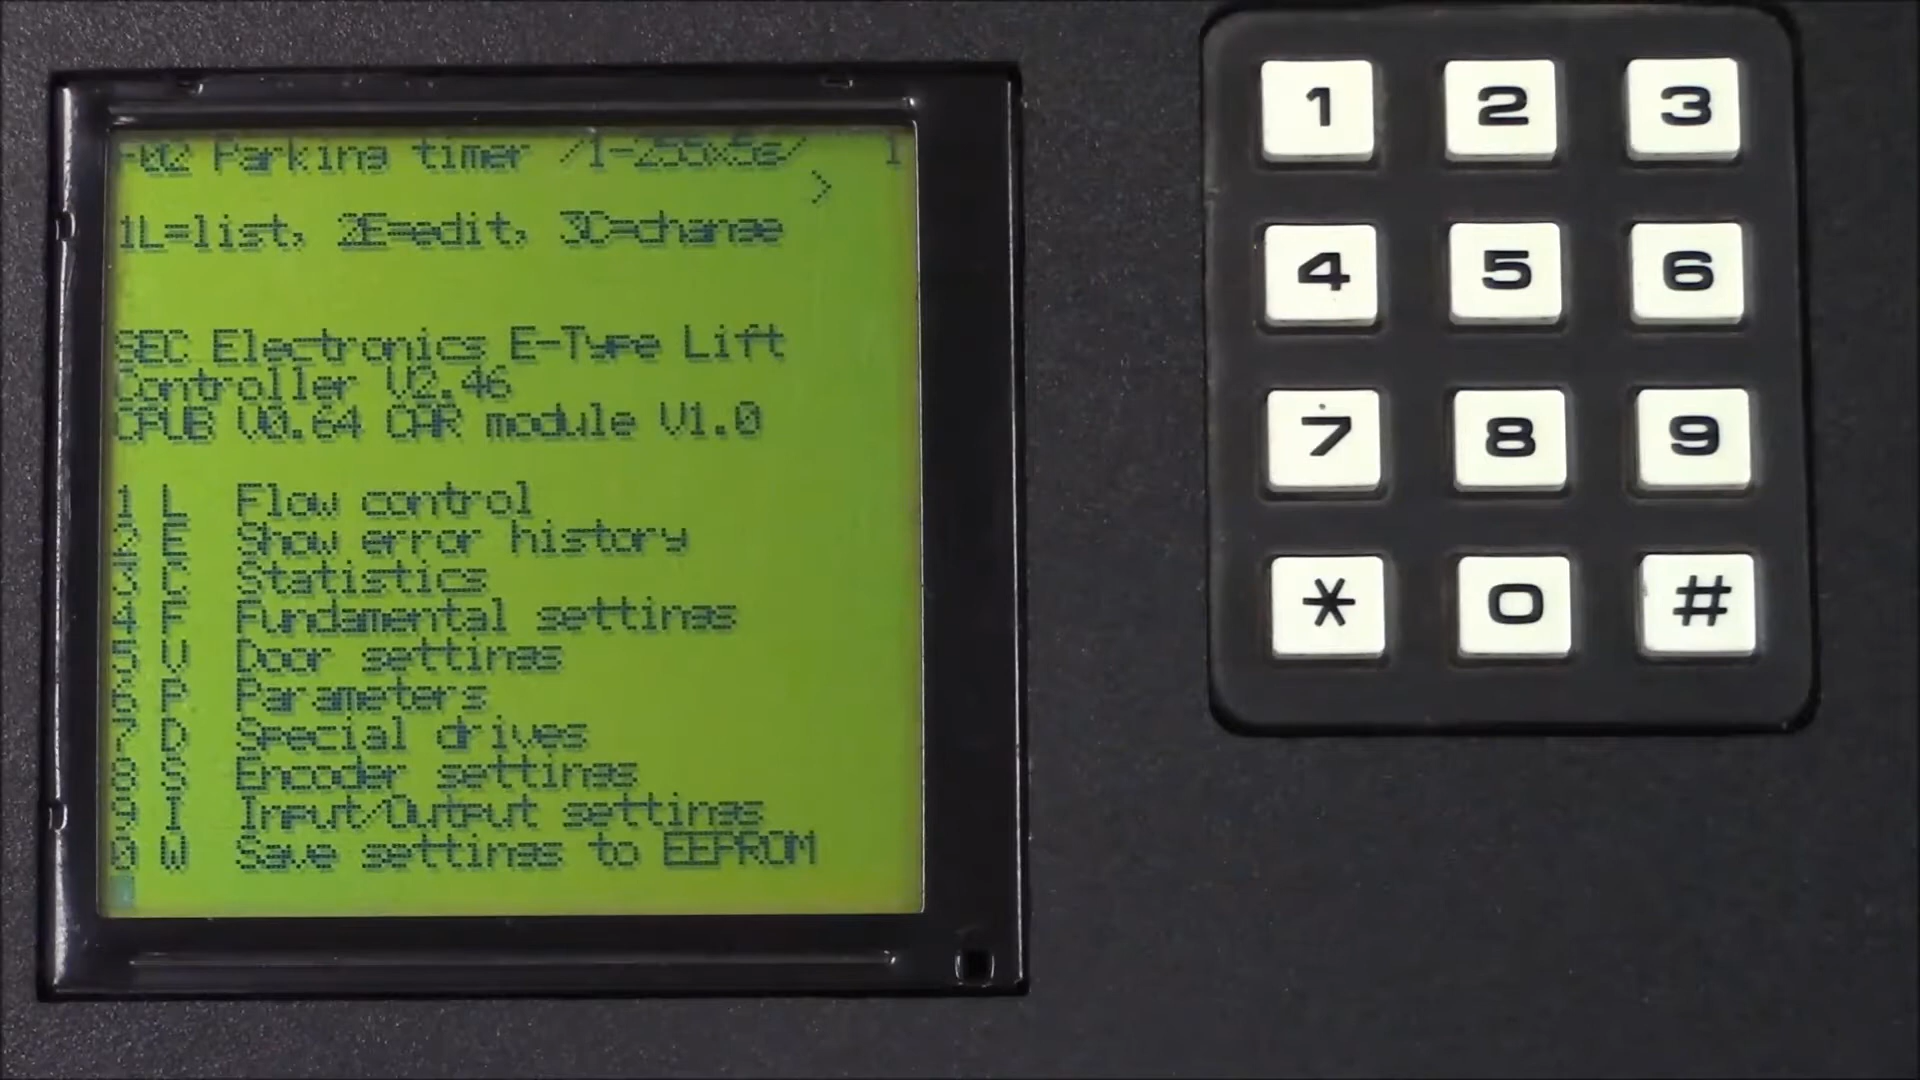 F02 Parking timer /1-255x5s/ 1
>
1L=list, 2E=edit, 3C=change
SEC Electronics E-Type Lift
Controller V2.46
CPUB V0.64 CAR module V1.0
1 L Flow control
2 E Show error history
3 C Statistics
4 F Fundamental settings
5 V Door settings
6 P Parameters
7 D Special drives
8 S Encoder settings
9 I Input/Output settings
0 W Save settings to EEPROM
1 2 3
4 5 6
7 8 9
* 0 #